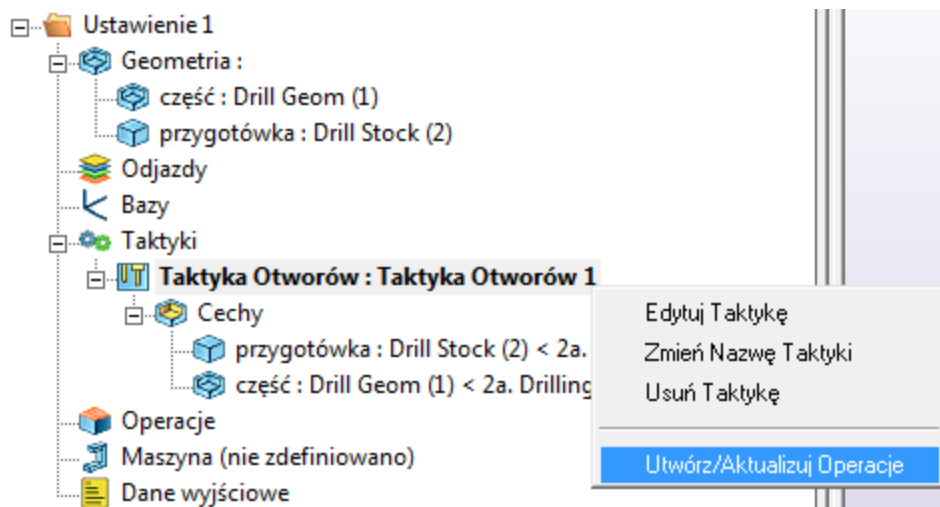 Ustawienie 1
Geometria :
część : Drill Geom (1)
przygotówka : Drill Stock (2)
Odjazdy
Bazy
Taktyki
Taktyka Otworów : Taktyka Otworów 1
Cechy
przygotówka : Drill Stock (2) < 2a.
część : Drill Geom (1) < 2a. Drilling
Operacje
Maszyna (nie zdefiniowano)
Dane wyjściowe
Edytuj Taktykę
Zmień Nazwę Taktyki
Usuń Taktykę
Utwórz/Aktualizuj Operacje